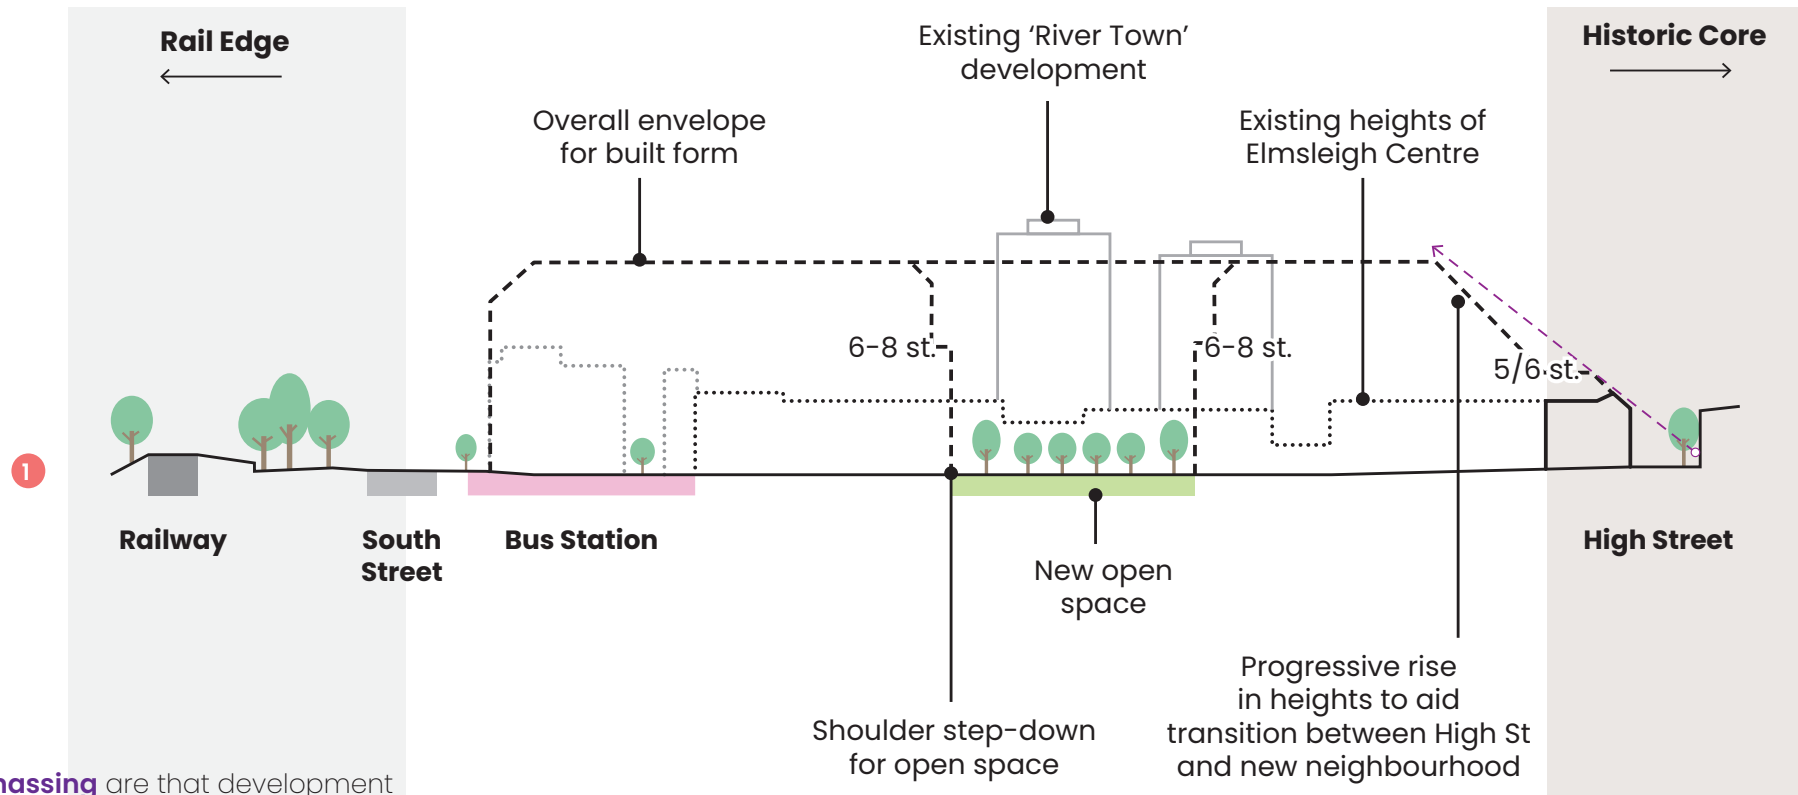 Rail Edge
Existing ‘River Town’
development
Historic Core
Overall envelope
for built form
Existing heights of
Elmsleigh Centre
6-8 st.
6-8 st.
5/6 st.
1
Railway
South
Street
Bus Station
High Street
New open
space
Shoulder step-down
for open space
Progressive rise
in heights to aid
transition between High St
and new neighbourhood
massing are that development